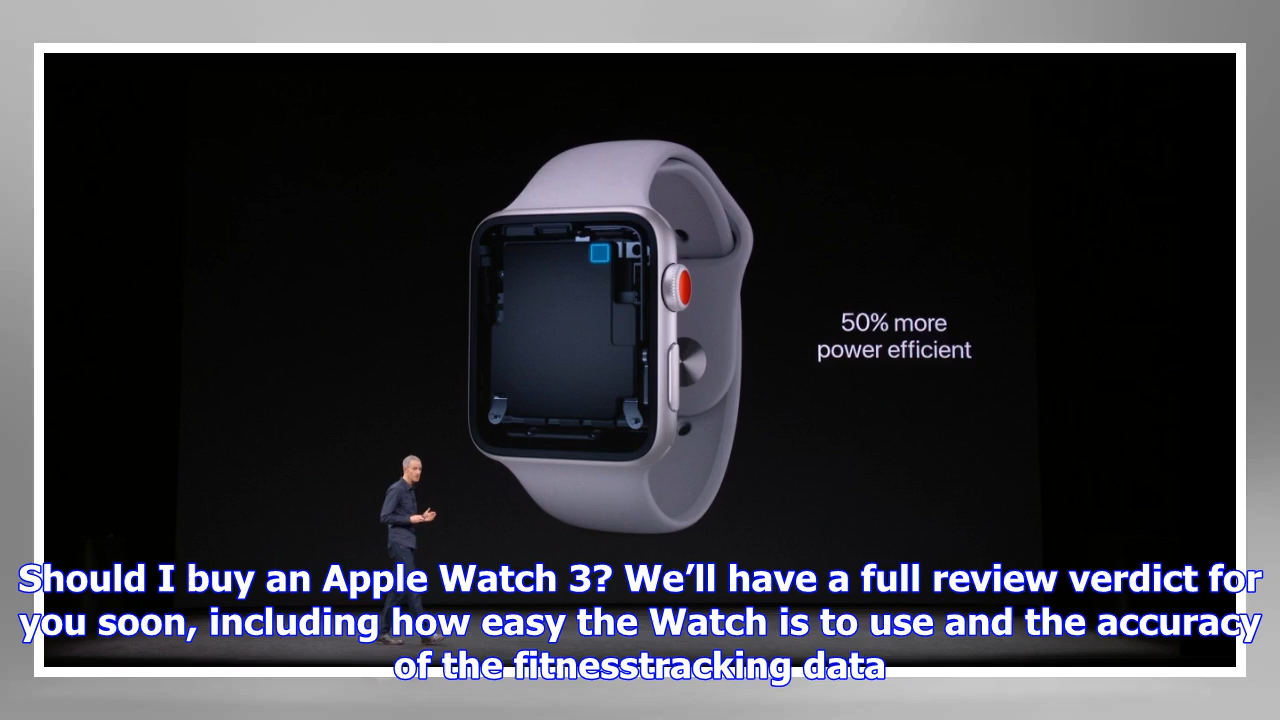 50% more
power efficient
Should I buy an Apple Watch 3? We’ll have a full review verdict for
you soon, including how easy the Watch is to use and the accuracy
of the fitnesstracking data